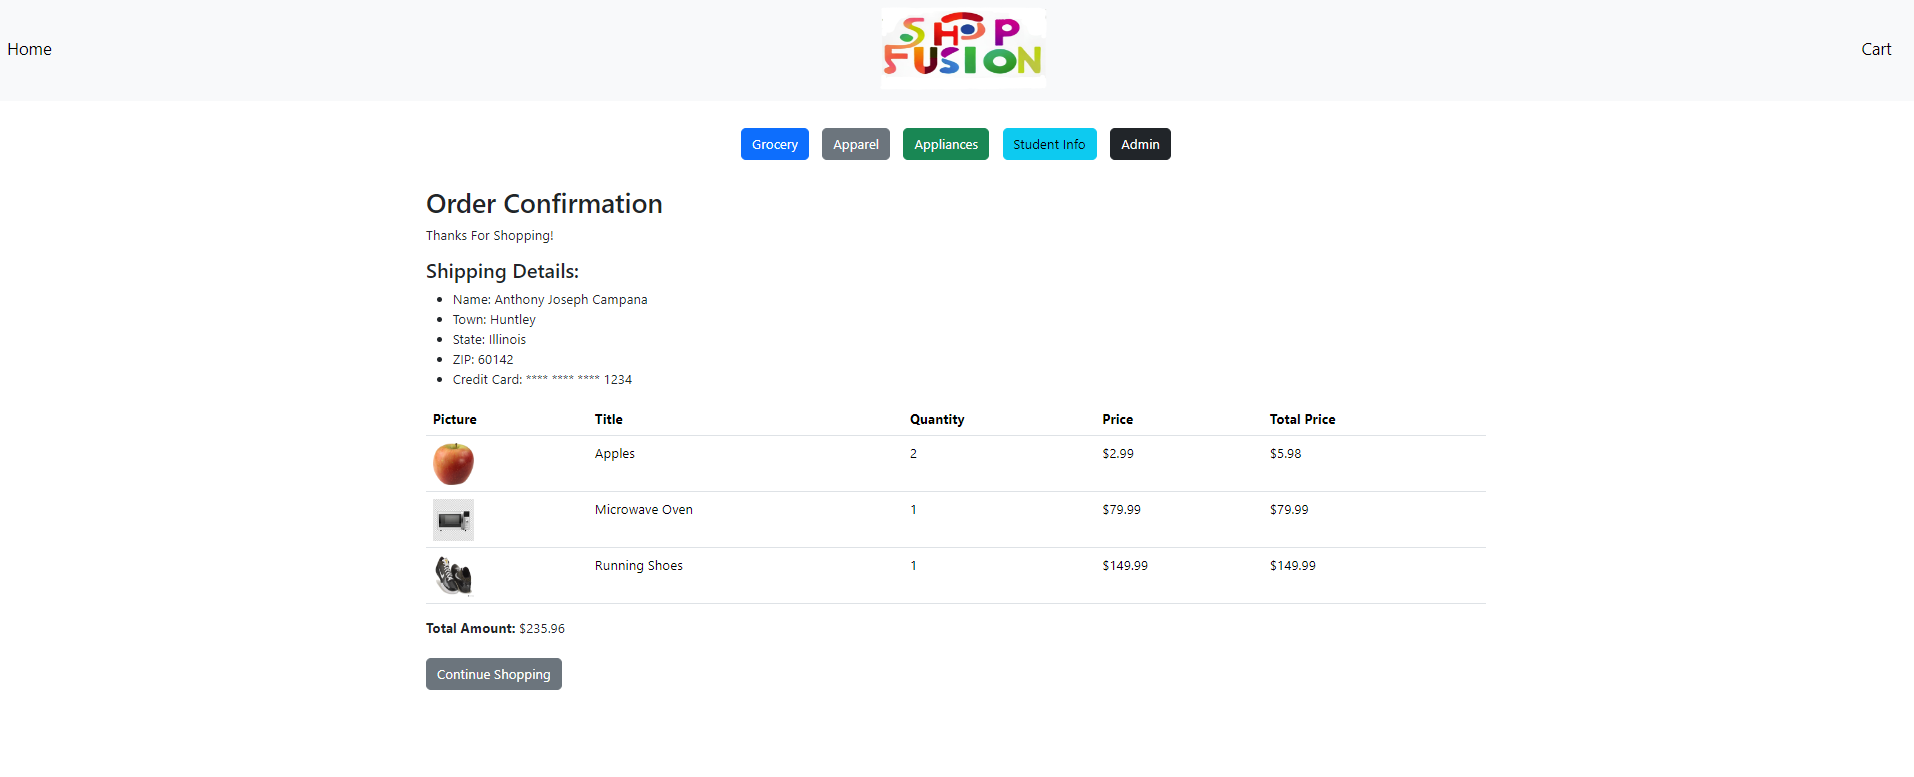 Home
SHOP
FUSION
Cart
Grocery Apparel Appliances Student Info Admin
Order Confirmation
Thanks For Shopping!
Shipping Details:
Name: Anthony Joseph Campana
Town: Huntley
State: Illinois
ZIP: 60142
Credit Card: **** **** **** 1234
Picture Title Quantity Price Total Price
Apples 2 $2.99 $5.98
Microwave Oven 1 $79.99 $79.99
Running Shoes 1 $149.99 $149.99
Total Amount: $235.96
Continue Shopping